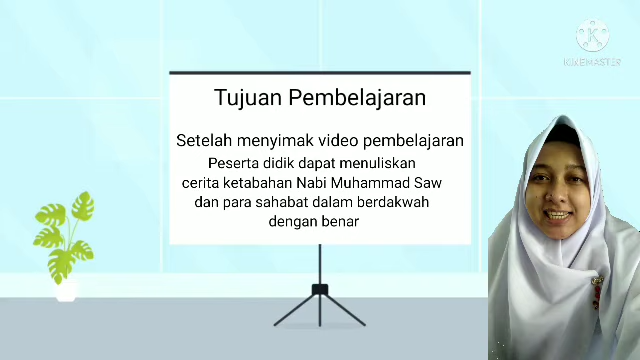 KINEMASTER
Tujuan Pembelajaran
Setelah menyimak video pembelajaran
Peserta didik dapat menuliskan
cerita ketabahan Nabi Muhammad Saw
dan para sahabat dalam berdakwah
dengan benar